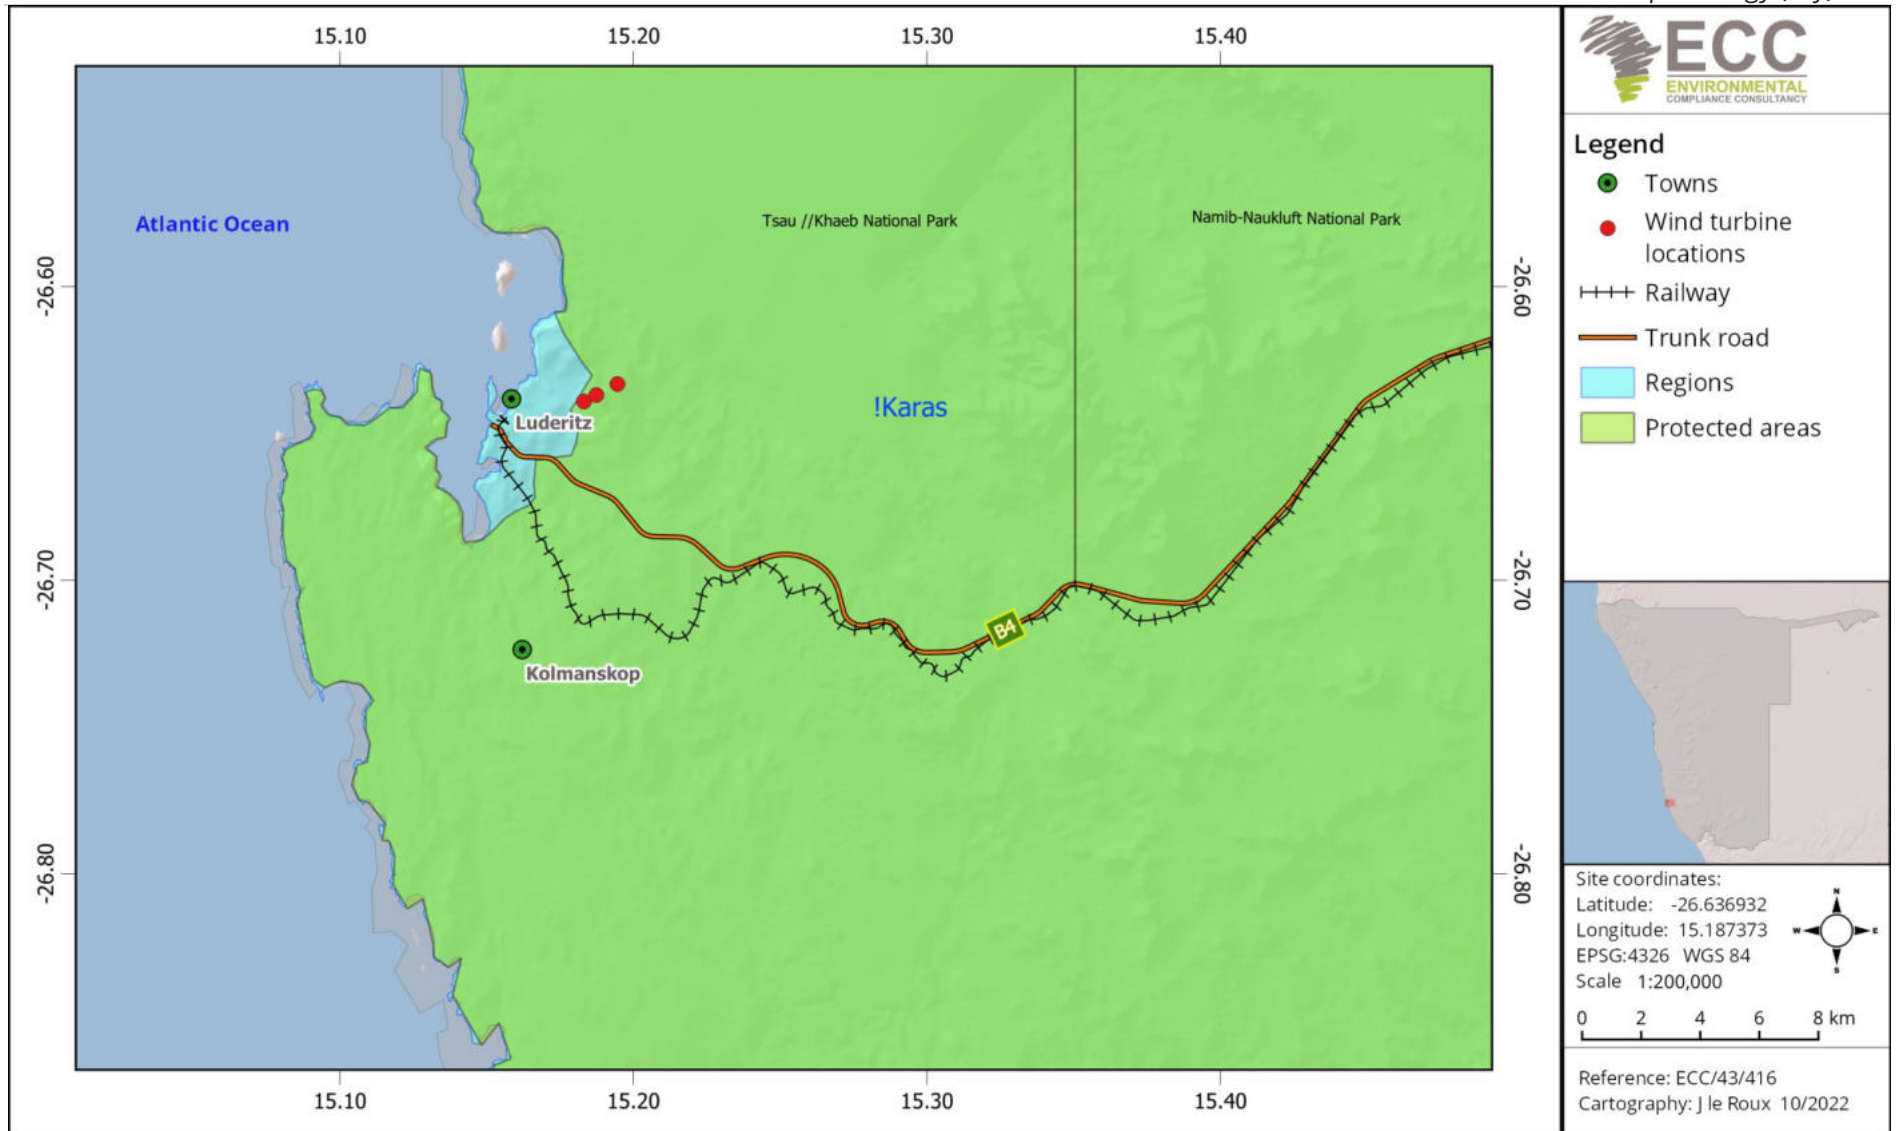 15.10 15.20 15.30 15.40
Atlantic Ocean
Tsau //Khaeb National Park
Namib-Naukluft National Park
-26.60 -26.60
!Karas
Luderitz
-26.70 -26.70
B4
Kolmanskop
-26.80 -26.80
15.10 15.20 15.30 15.40
ECC
ENVIRONMENTAL
COMPLIANCE CONSULTANCY
Legend
Towns
Wind turbine
locations
Railway
Trunk road
Regions
Protected areas
Site coordinates:
Latitude: -26.636932
Longitude: 15.187373
EPSG:4326 WGS 84
Scale 1:200,000
N
W E
S
0 2 4 6 8 km
Reference: ECC/43/416
Cartography: J le Roux 10/2022